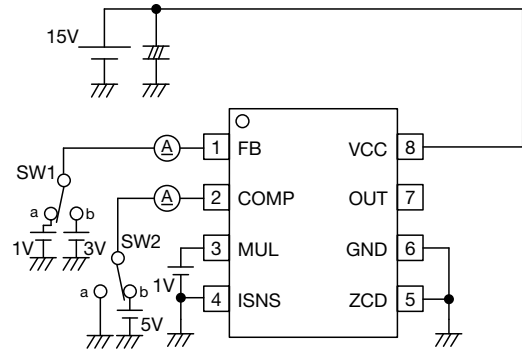 15V
A
1 FB
VCC 8
SW1
A
2 COMP
OUT 7
a b
1V 3V
SW2
3 MUL
GND 6
1V
a b
4 ISNS
ZCD 5
5V